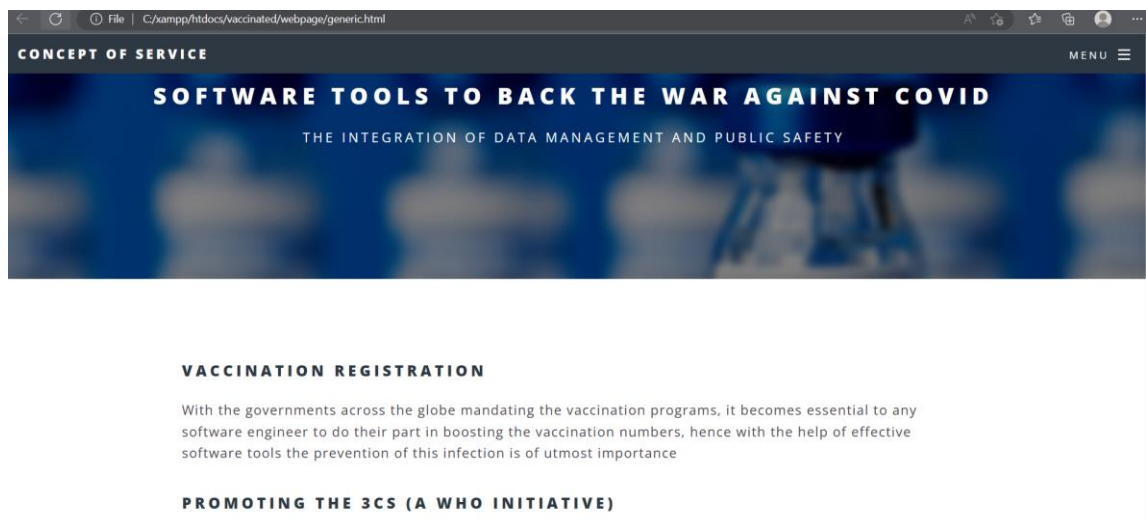 File | C:/xampp/htdocs/vaccinated/webpage/generic.html
CONCEPT OF SERVICE
MENU
SOFTWARE TOOLS TO BACK THE WAR AGAINST COVID
THE INTEGRATION OF DATA MANAGEMENT AND PUBLIC SAFETY
VACCINATION REGISTRATION
With the governments across the globe mandating the vaccination programs, it becomes essential to any
software engineer to do their part in boosting the vaccination numbers, hence with the help of effective
software tools the prevention of this infection is of utmost importance
PROMOTING THE 3CS (A WHO INITIATIVE)